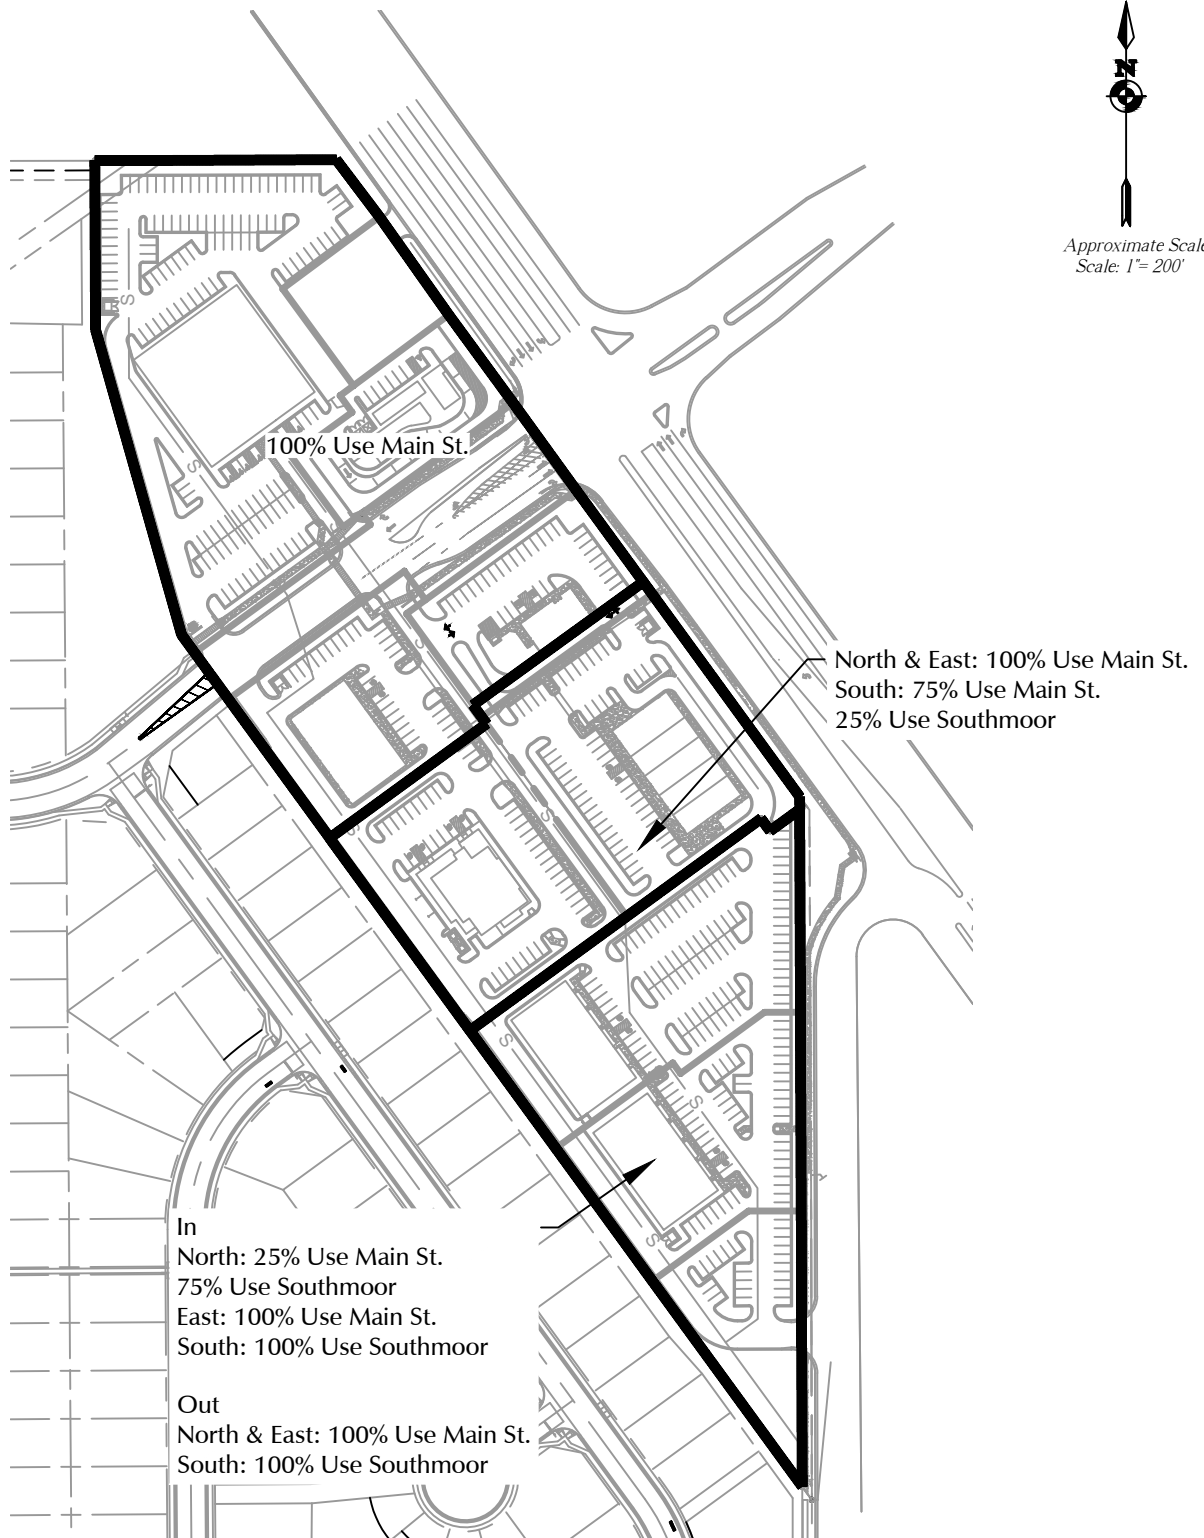 N
Approximate Scale
Scale: 1"= 200'
100% Use Main St.
North & East: 100% Use Main St.
South: 75% Use Main St.
25% Use Southmoor
In
North: 25% Use Main St.
75% Use Southmoor
East: 100% Use Main St.
South: 100% Use Southmoor
Out
North & East: 100% Use Main St.
South: 100% Use Southmoor
S
S
S
S
S
S
S